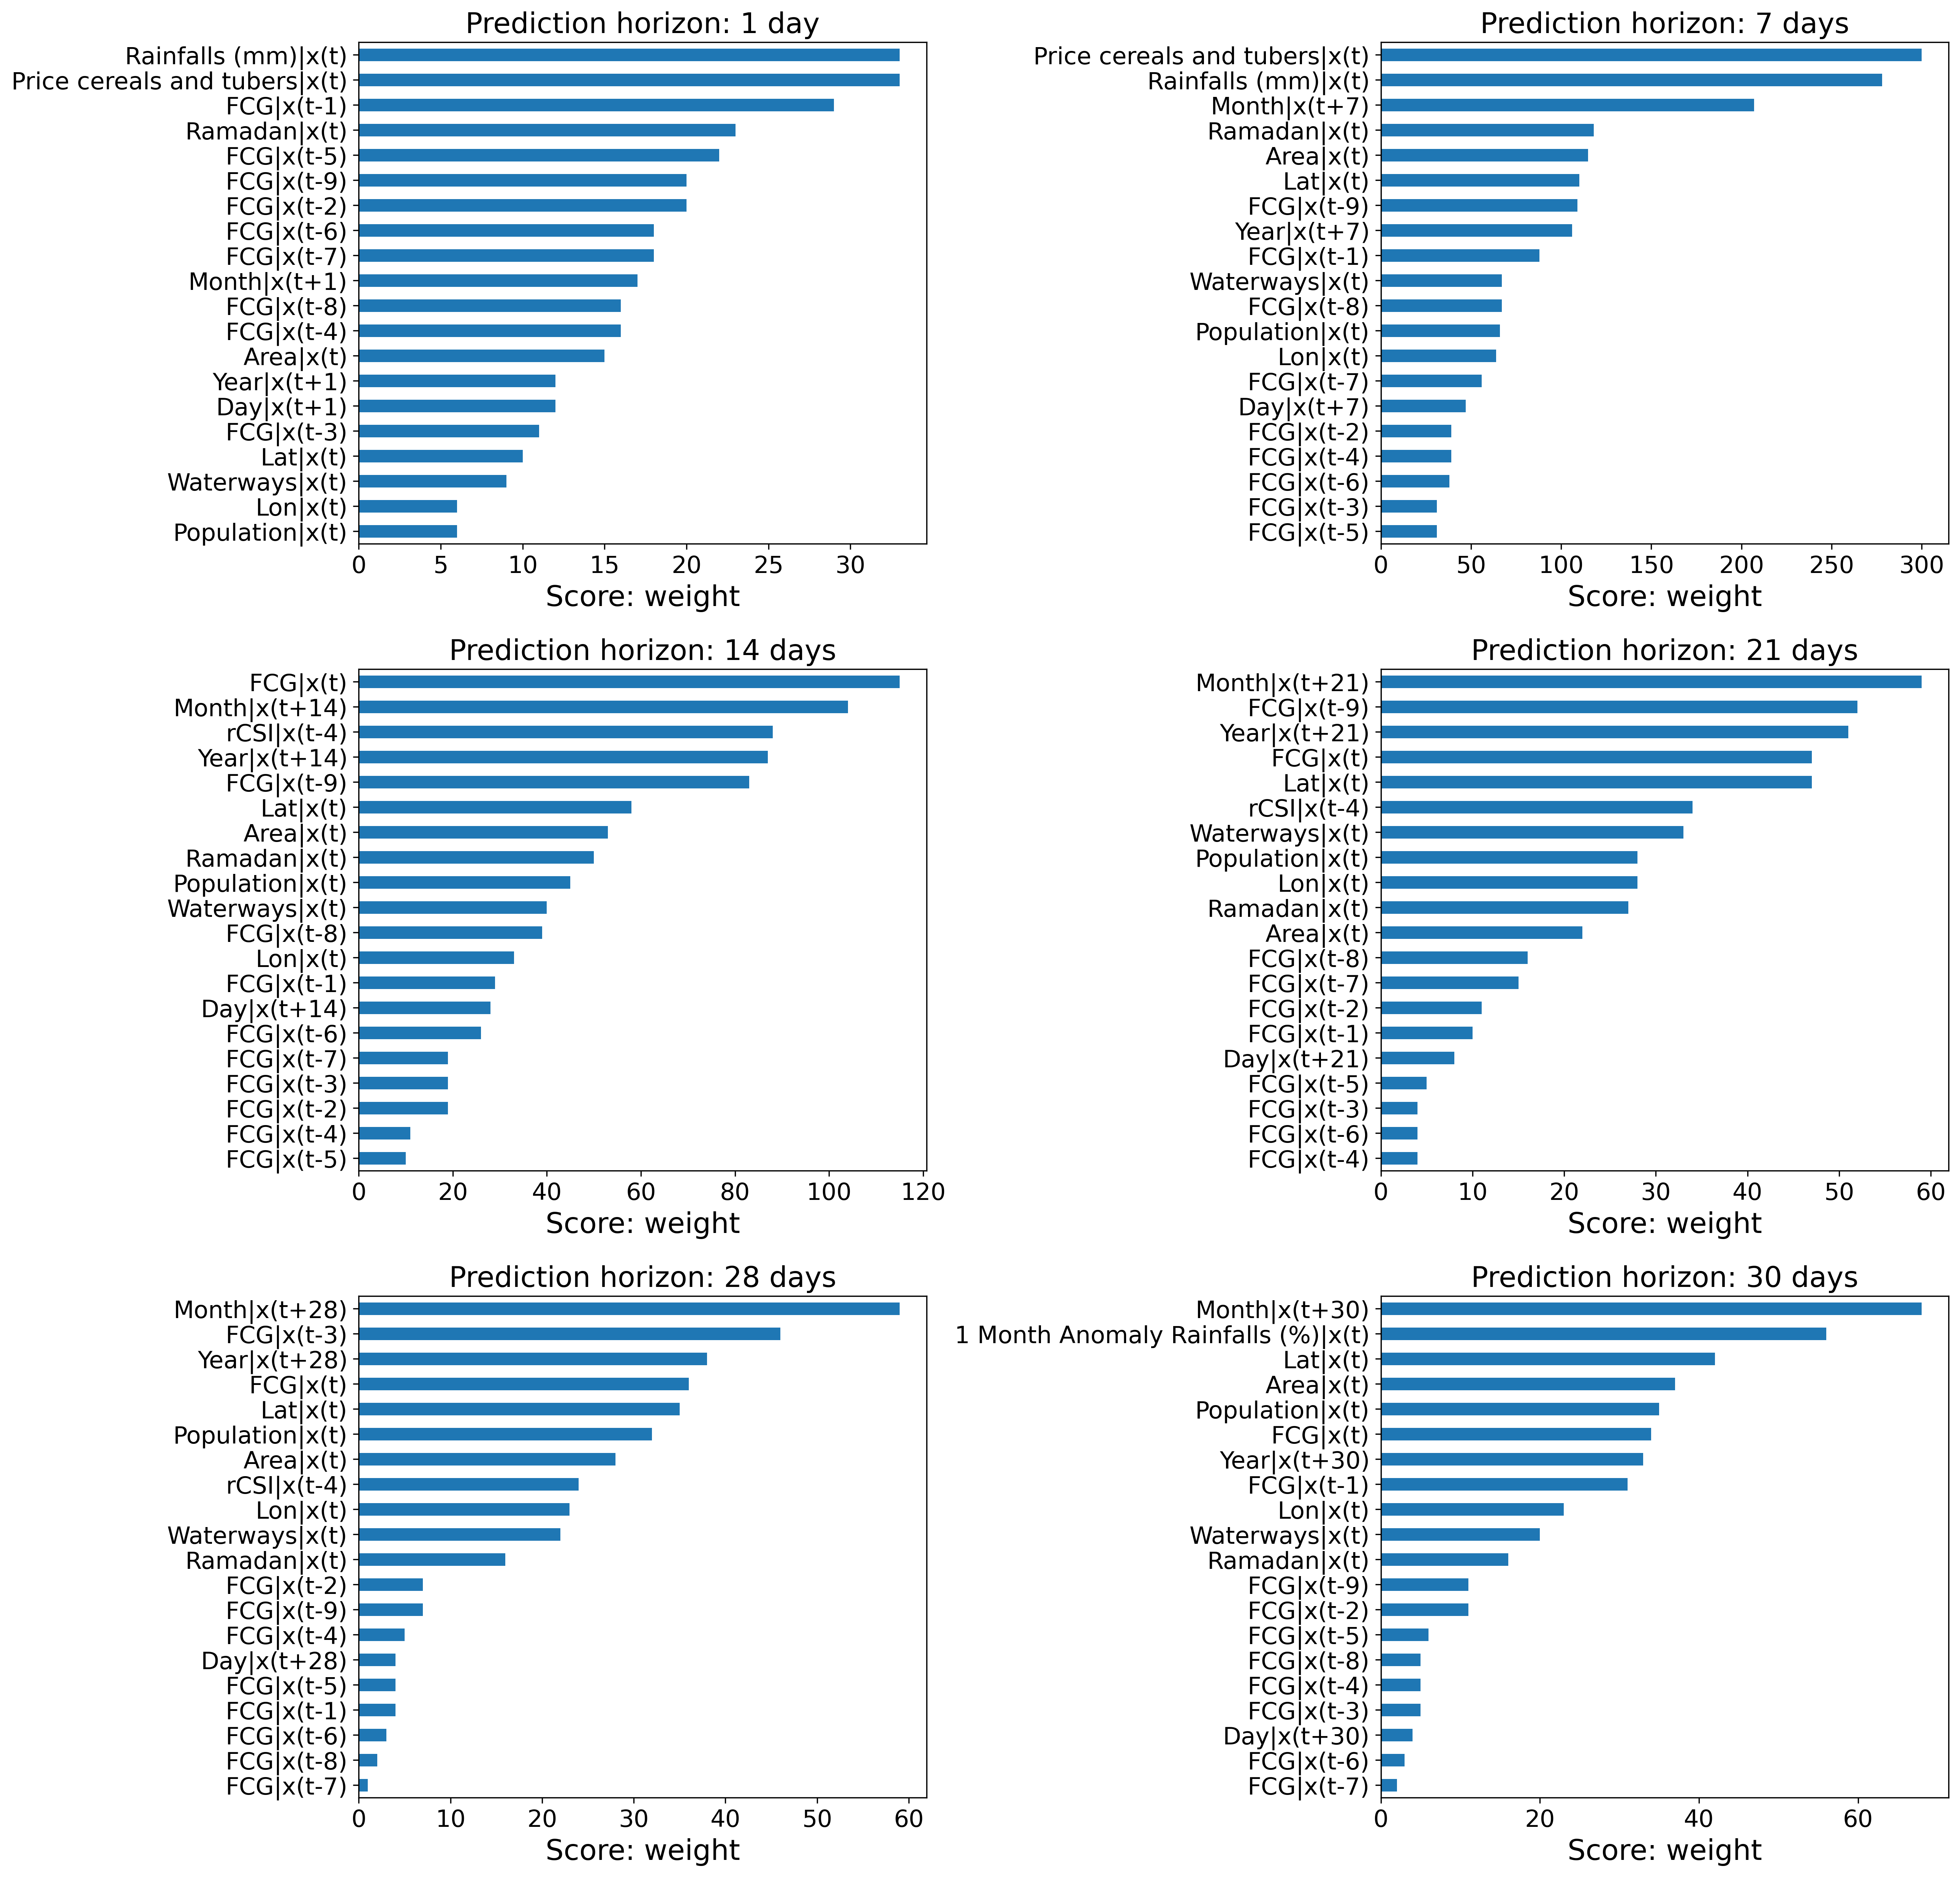 Prediction horizon: 1 day
Rainfalls (mm)|x(t)
Price cereals and tubers|x(t)
FCG|x(t-1)
Ramadan|x(t)
FCG|x(t-5)
FCG|x(t-9)
FCG|x(t-2)
FCG|x(t-6)
FCG|x(t-7)
Month|x(t+1)
FCG|x(t-8)
FCG|x(t-4)
Area|x(t)
Year|x(t+1)
Day|x(t+1)
FCG|x(t-3)
Lat|x(t)
Waterways|x(t)
Lon|x(t)
Population|x(t)
0 5 10 15 20 25 30
Score: weight
Prediction horizon: 7 days
Price cereals and tubers|x(t)
Rainfalls (mm)|x(t)
Month|x(t+7)
Ramadan|x(t)
Area|x(t)
Lat|x(t)
FCG|x(t-9)
Year|x(t+7)
FCG|x(t-1)
Waterways|x(t)
FCG|x(t-8)
Population|x(t)
Lon|x(t)
FCG|x(t-7)
Day|x(t+7)
FCG|x(t-2)
FCG|x(t-4)
FCG|x(t-6)
FCG|x(t-3)
FCG|x(t-5)
0 50 100 150 200 250 300
Score: weight
Prediction horizon: 14 days
FCG|x(t)
Month|x(t+14)
rCSI|x(t-4)
Year|x(t+14)
FCG|x(t-9)
Lat|x(t)
Area|x(t)
Ramadan|x(t)
Population|x(t)
Waterways|x(t)
FCG|x(t-8)
Lon|x(t)
FCG|x(t-1)
Day|x(t+14)
FCG|x(t-6)
FCG|x(t-7)
FCG|x(t-3)
FCG|x(t-2)
FCG|x(t-4)
FCG|x(t-5)
0 20 40 60 80 100 120
Score: weight
Prediction horizon: 21 days
Month|x(t+21)
FCG|x(t-9)
Year|x(t+21)
FCG|x(t)
Lat|x(t)
rCSI|x(t-4)
Waterways|x(t)
Population|x(t)
Lon|x(t)
Ramadan|x(t)
Area|x(t)
FCG|x(t-8)
FCG|x(t-7)
FCG|x(t-2)
FCG|x(t-1)
Day|x(t+21)
FCG|x(t-5)
FCG|x(t-3)
FCG|x(t-6)
FCG|x(t-4)
0 10 20 30 40 50 60
Score: weight
Prediction horizon: 28 days
Month|x(t+28)
FCG|x(t-3)
Year|x(t+28)
FCG|x(t)
Lat|x(t)
Population|x(t)
Area|x(t)
rCSI|x(t-4)
Lon|x(t)
Waterways|x(t)
Ramadan|x(t)
FCG|x(t-2)
FCG|x(t-9)
FCG|x(t-4)
Day|x(t+28)
FCG|x(t-5)
FCG|x(t-1)
FCG|x(t-6)
FCG|x(t-8)
FCG|x(t-7)
0 10 20 30 40 50 60
Score: weight
Prediction horizon: 30 days
Month|x(t+30)
1 Month Anomaly Rainfalls (%)|x(t)
Lat|x(t)
Area|x(t)
Population|x(t)
FCG|x(t)
Year|x(t+30)
FCG|x(t-1)
Lon|x(t)
Waterways|x(t)
Ramadan|x(t)
FCG|x(t-9)
FCG|x(t-2)
FCG|x(t-5)
FCG|x(t-8)
FCG|x(t-4)
FCG|x(t-3)
Day|x(t+30)
FCG|x(t-6)
FCG|x(t-7)
0 20 40 60
Score: weight